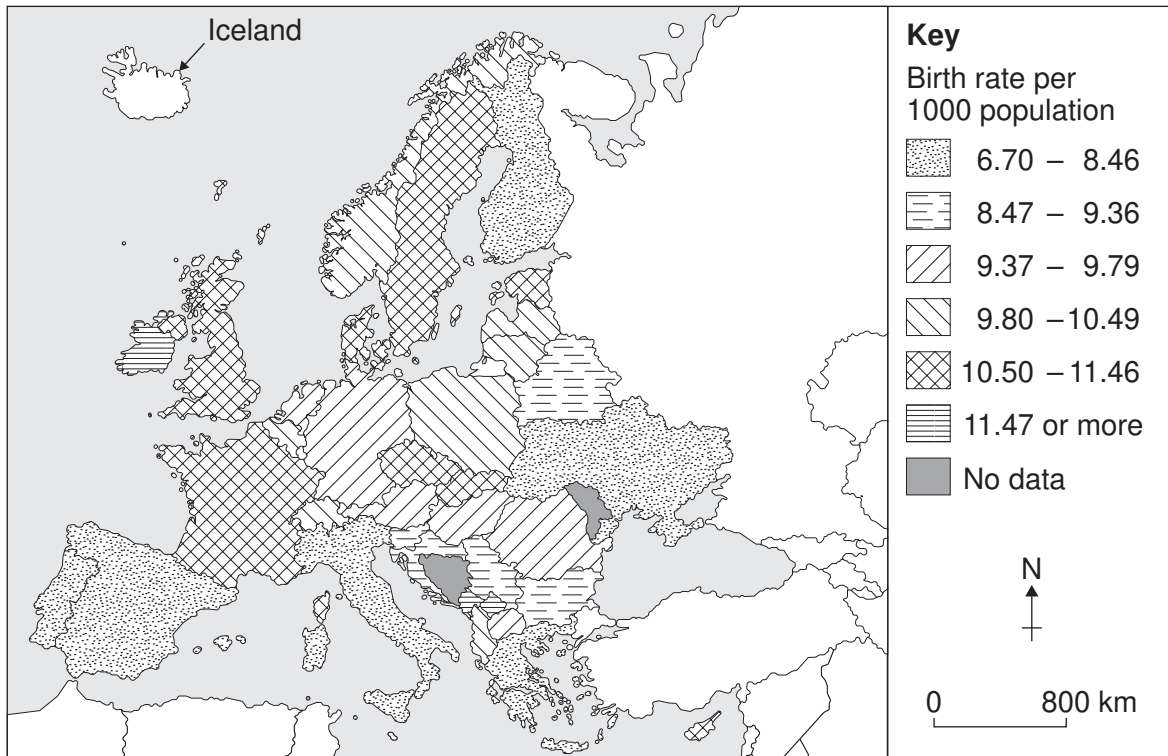 Iceland
Key
Birth rate per
1000 population
6.70 – 8.46
8.47 – 9.36
9.37 – 9.79
9.80 – 10.49
10.50 – 11.46
11.47 or more
No data
N
0 800 km